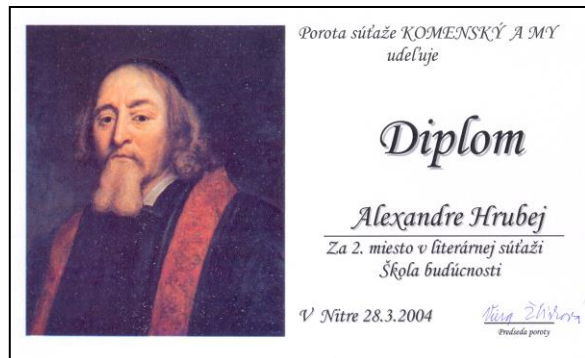 Porota súťaže KOMENSKÝ A MY
udeľuje
Diplom
Alexandre Hrubej
Za 2. miesto v literárnej súťaži
Škola budúcnosti
V Nitre 28.3.2004
Predseda poroty